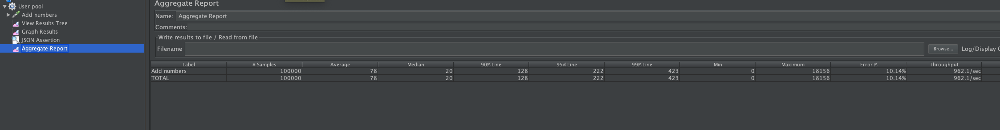 User pool
Add numbers
View Results Tree
Graph Results
JSON Assertion
Aggregate Report
Aggregate Report
Name: Aggregate Report
Comments:
Write results to file / Read from file
Filename Browse... Log/Display
Label # Samples Average Median 90% Line 95% Line 99% Line Min Maximum Error % Throughput
Add numbers 100000 78 20 128 222 423 0 18156 10.14% 962.1/sec
TOTAL 100000 78 20 128 222 423 0 18156 10.14% 962.1/sec